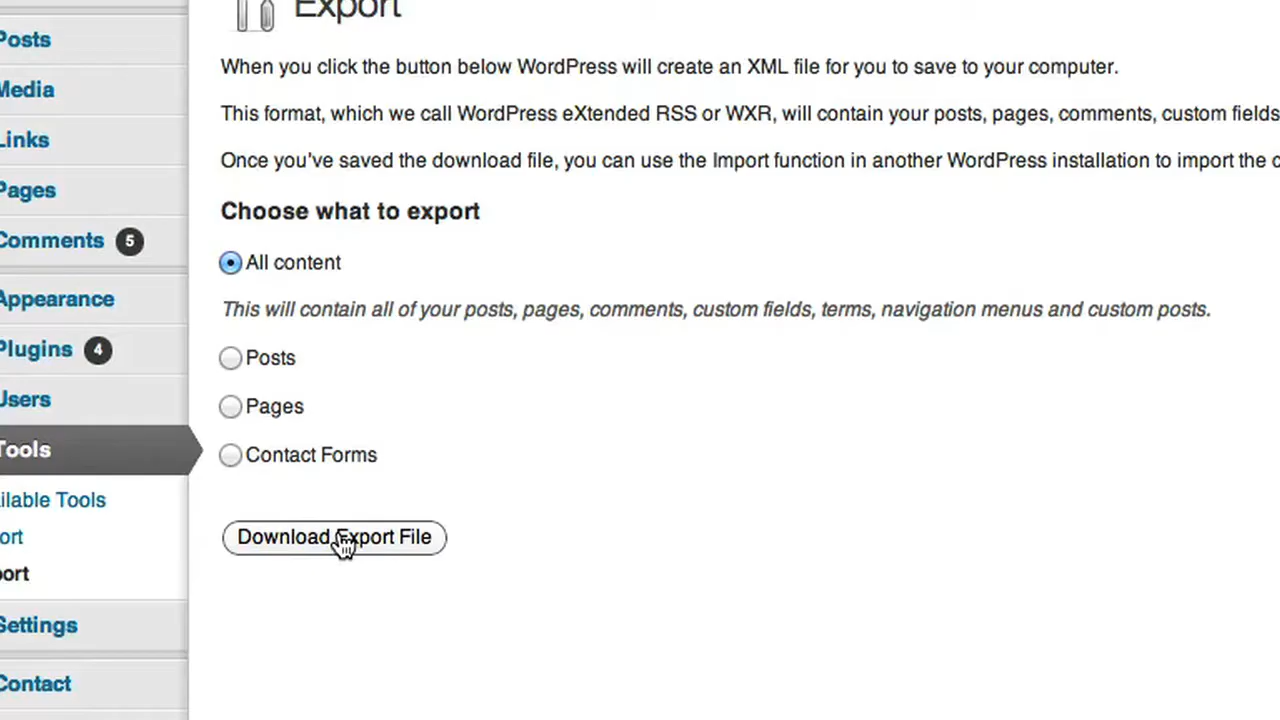 Export
Posts
Media
Links
Pages
Comments 5
Appearance
Plugins 4
Users
Tools
ilable Tools
ort
ort
Settings
Contact
When you click the button below WordPress will create an XML file for you to save to your computer.
This format, which we call WordPress eXtended RSS or WXR, will contain your posts, pages, comments, custom fields
Once you've saved the download file, you can use the Import function in another WordPress installation to import the c
Choose what to export
All content
This will contain all of your posts, pages, comments, custom fields, terms, navigation menus and custom posts.
Posts
Pages
Contact Forms
Download Export File